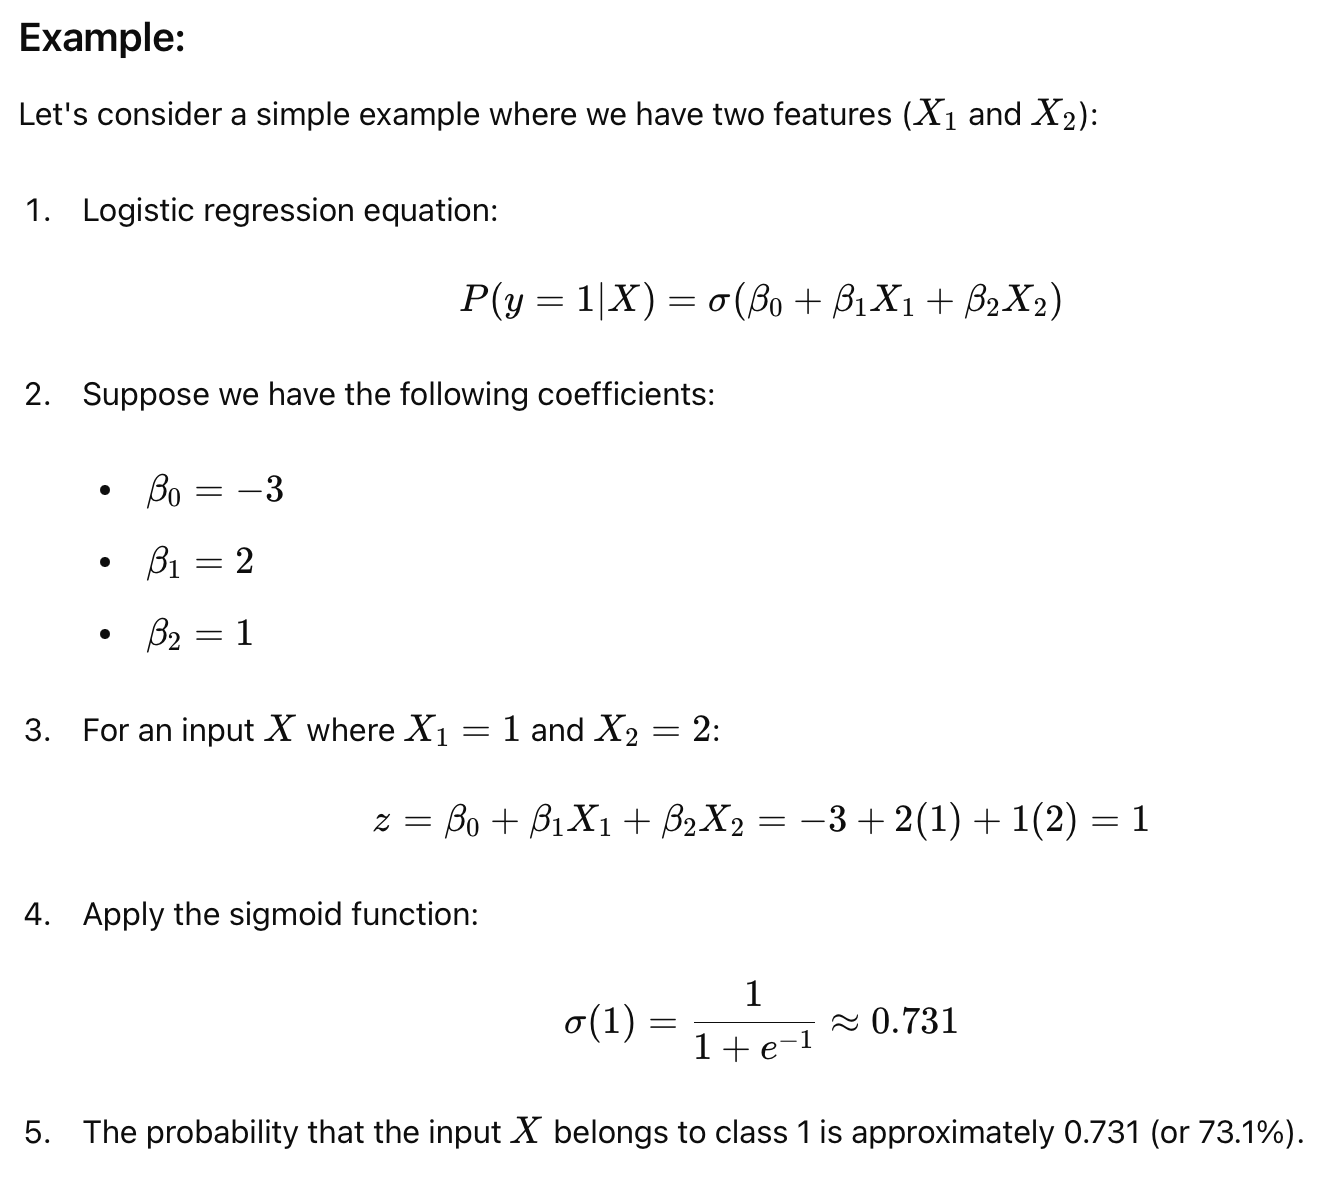 Example:
Let's consider a simple example where we have two features (X₁ and X₂):
1. Logistic regression equation:
P(y = 1|X) = σ(β₀ + β₁X₁ + β₂X₂)
2. Suppose we have the following coefficients:
• β₀ = −3
• β₁ = 2
• β₂ = 1
3. For an input X where X₁ = 1 and X₂ = 2:
z = β₀ + β₁X₁ + β₂X₂ = −3 + 2(1) + 1(2) = 1
4. Apply the sigmoid function:
σ(1) = 1 / (1 + e⁻¹) ≈ 0.731
5. The probability that the input X belongs to class 1 is approximately 0.731 (or 73.1%).